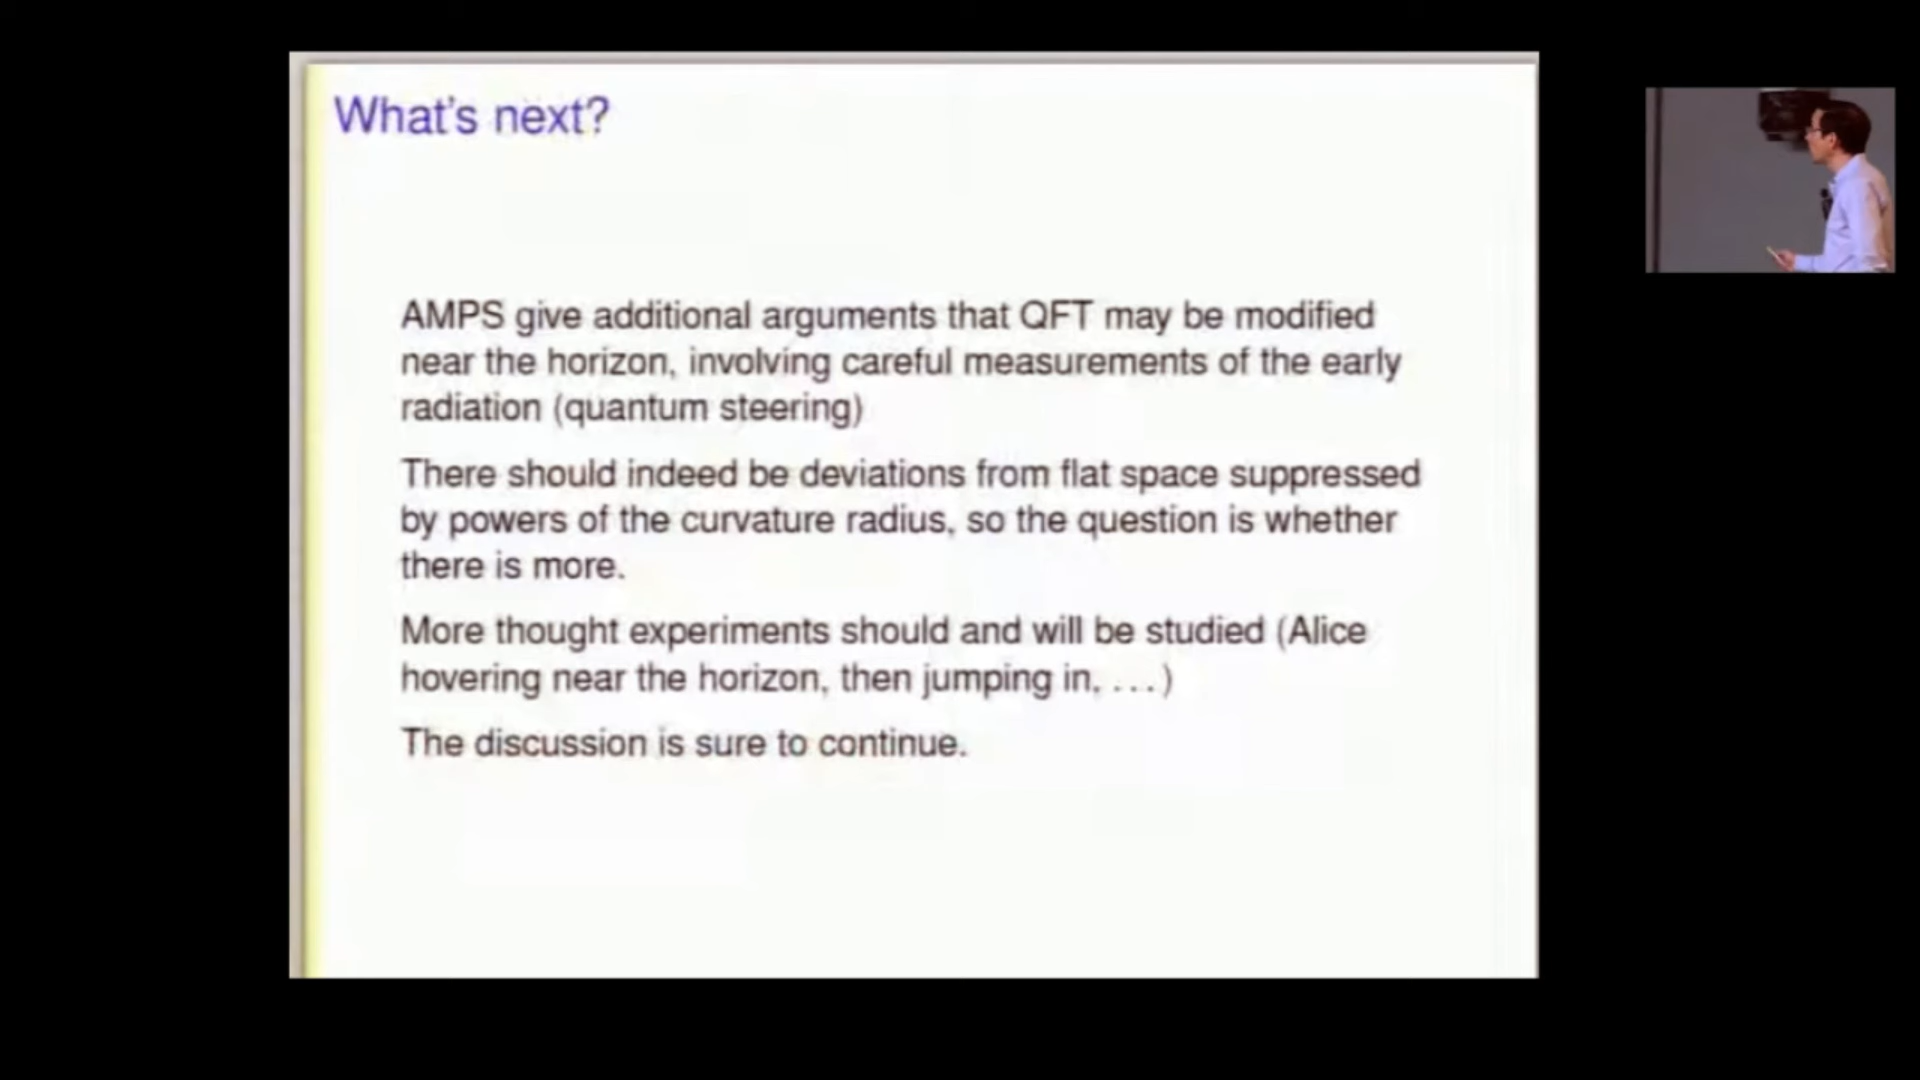 What's next?
AMPS give additional arguments that QFT may be modified
near the horizon, involving careful measurements of the early
radiation (quantum steering)
There should indeed be deviations from flat space suppressed
by powers of the curvature radius, so the question is whether
there is more.
More thought experiments should and will be studied (Alice
hovering near the horizon, then jumping in, ...)
The discussion is sure to continue.